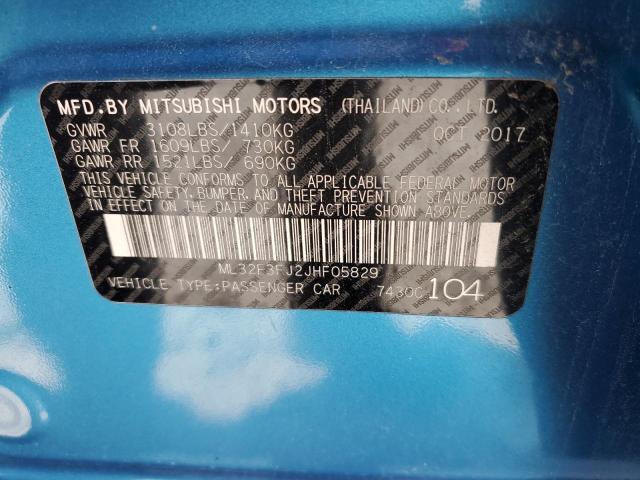 MFD.BY MITSUBISHI MOTORS (THAILAND)CO.,LTD.
GVWR 3108LBS/1410KG OCT 2017
GAWR FR 1609LBS/ 730KG
GAWR RR 1521LBS/ 690KG
THIS VEHICLE CONFORMS TO ALL APPLICABLE FEDERAL MOTOR
VEHICLE SAFETY,BUMPER,AND THEFT PREVENTION STANDARDS
IN EFFECT ON THE DATE OF MANUFACTURE SHOWN ABOVE.
ML32F3FJ2JHF05829
VEHICLE TYPE:PASSENGER CAR 7430C 104